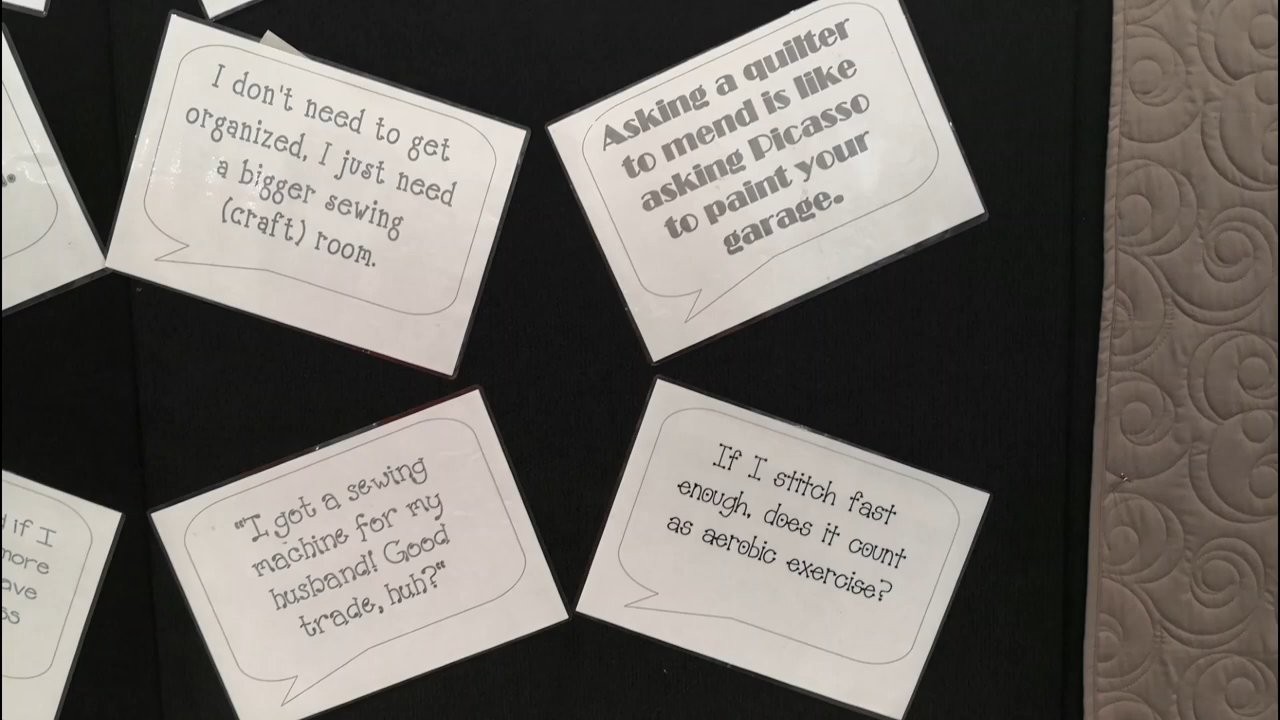 I don't need to get
organized, I just need
a bigger sewing
(craft) room.
Asking a quilter
to mend is like
asking Picasso
to paint your
garage.
if I
more
"I got a sewing
machine for my
husband! Good
trade, huh?"
If I stitch fast
enough, does it count
as aerobic exercise?